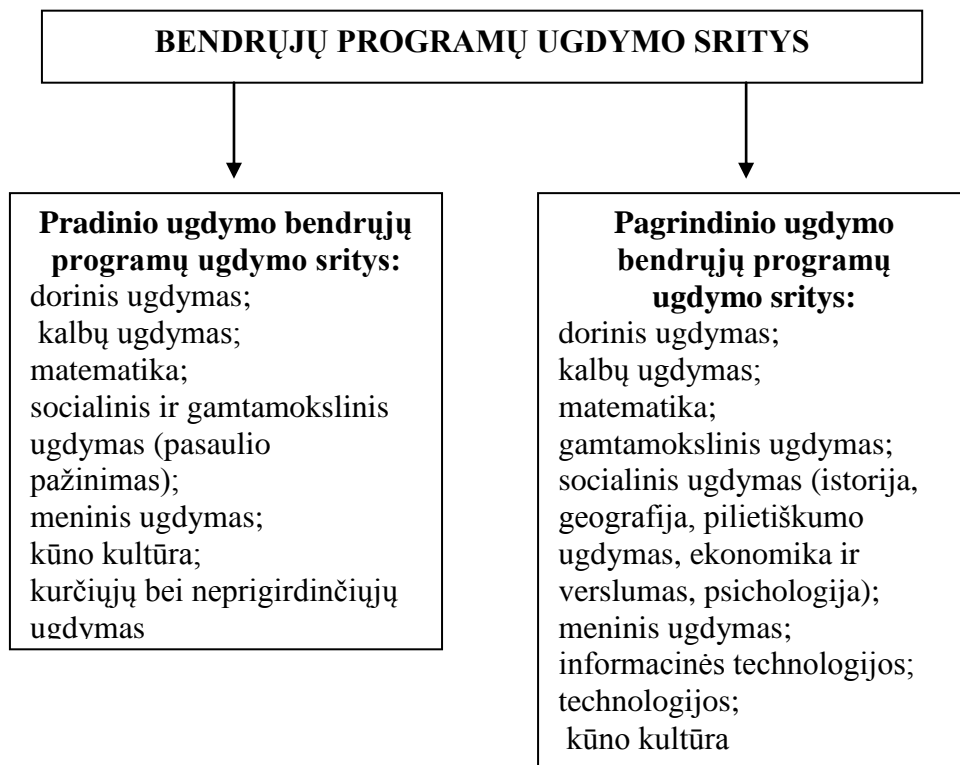 BENDRŲJŲ PROGRAMŲ UGDYMO SRITYS
Pradinio ugdymo bendrųjų
programų ugdymo sritys:
dorinis ugdymas;
kalbų ugdymas;
matematika;
socialinis ir gamtamokslinis
ugdymas (pasaulio
pažinimas);
meninis ugdymas;
kūno kultūra;
kurčiųjų bei neprigirdinčiųjų
ugdymas
Pagrindinio ugdymo
bendrųjų programų
ugdymo sritys:
dorinis ugdymas;
kalbų ugdymas;
matematika;
gamtamokslinis ugdymas;
socialinis ugdymas (istorija,
geografija, pilietiškumo
ugdymas, ekonomika ir
verslumas, psichologija);
meninis ugdymas;
informacinės technologijos;
technologijos;
kūno kultūra